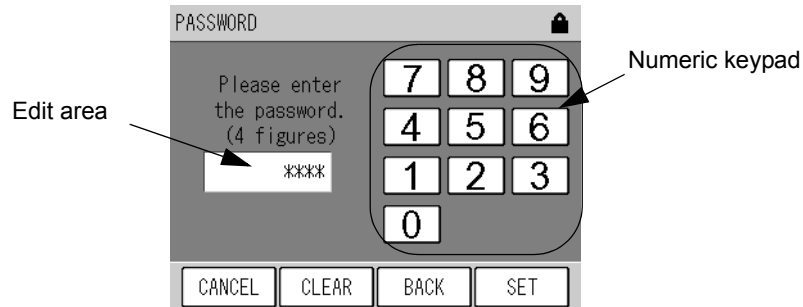 PASSWORD
Numeric keypad
7 8 9
Please enter
the password.
(4 figures)
Edit area
4 5 6
****
1 2 3
0
CANCEL CLEAR BACK SET